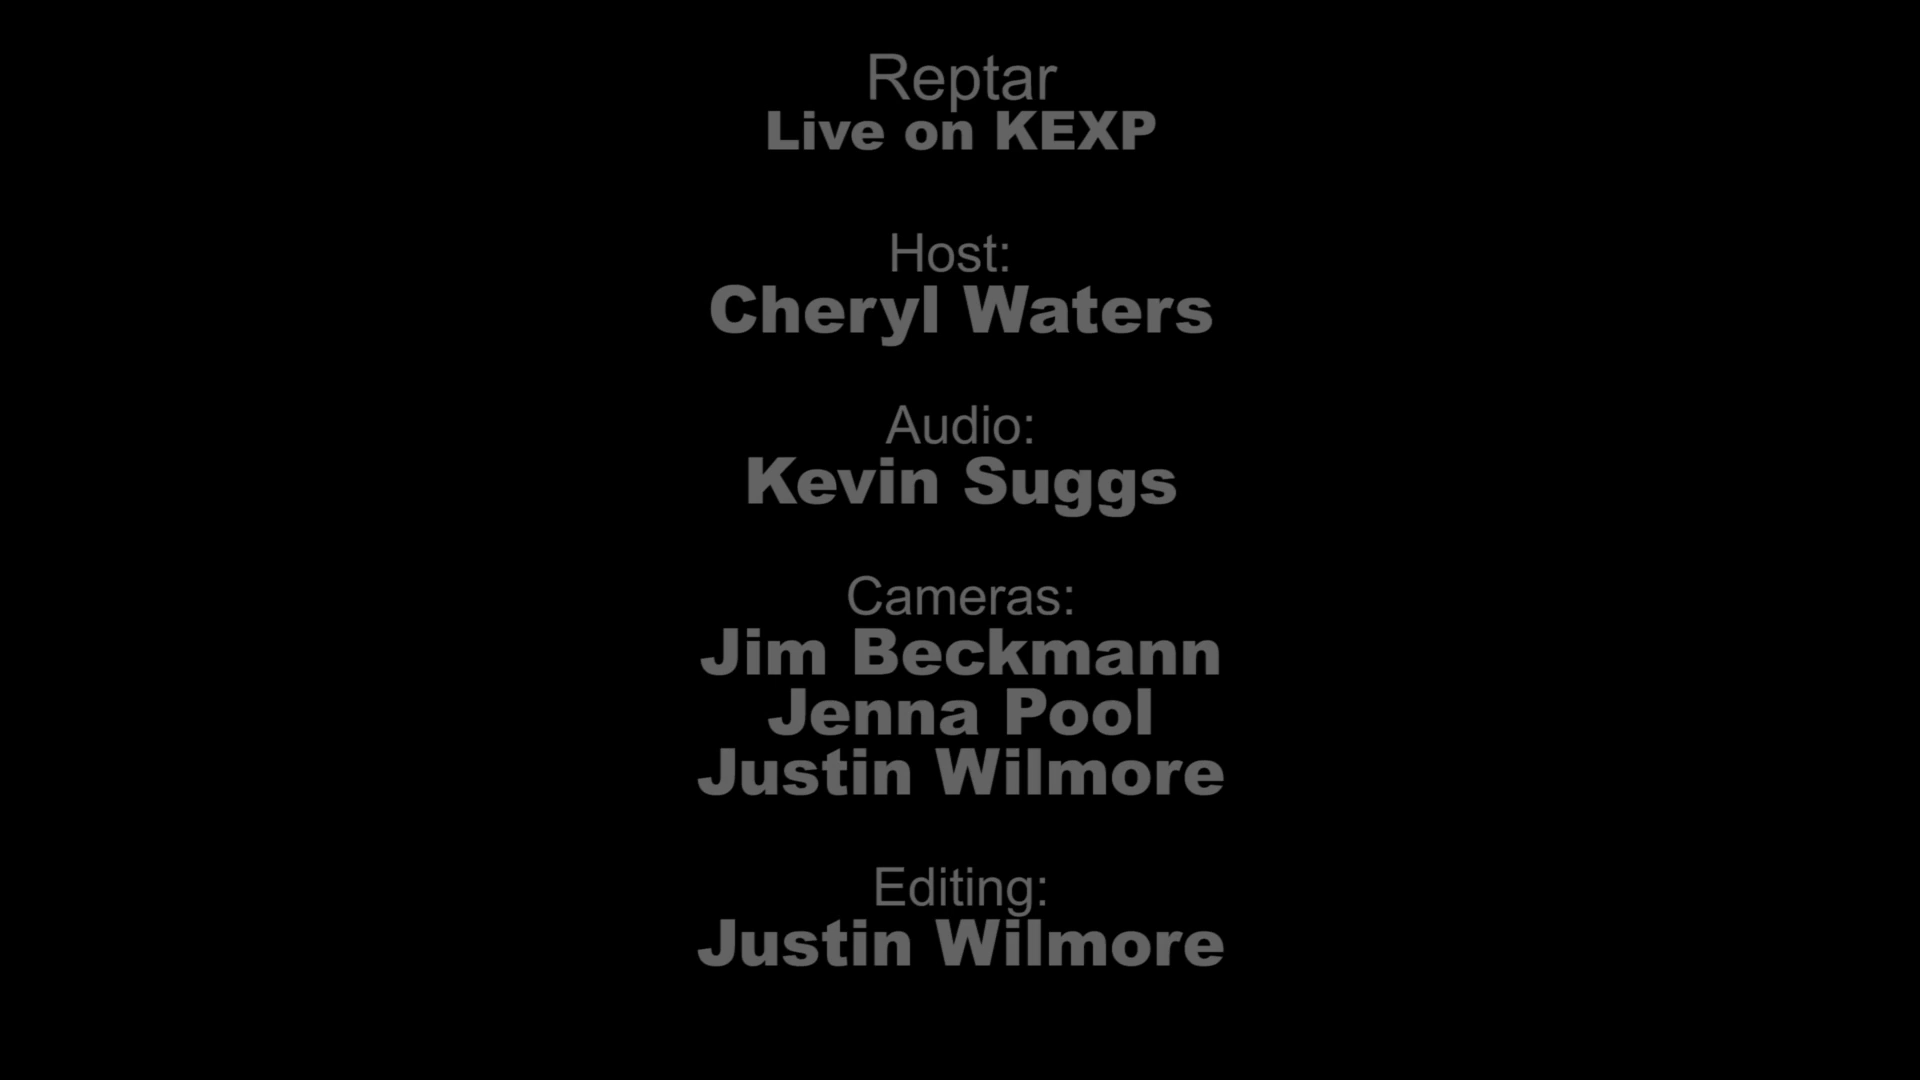 Reptar
Live on KEXP
Host:
Cheryl Waters
Audio:
Kevin Suggs
Cameras:
Jim Beckmann
Jenna Pool
Justin Wilmore
Editing:
Justin Wilmore